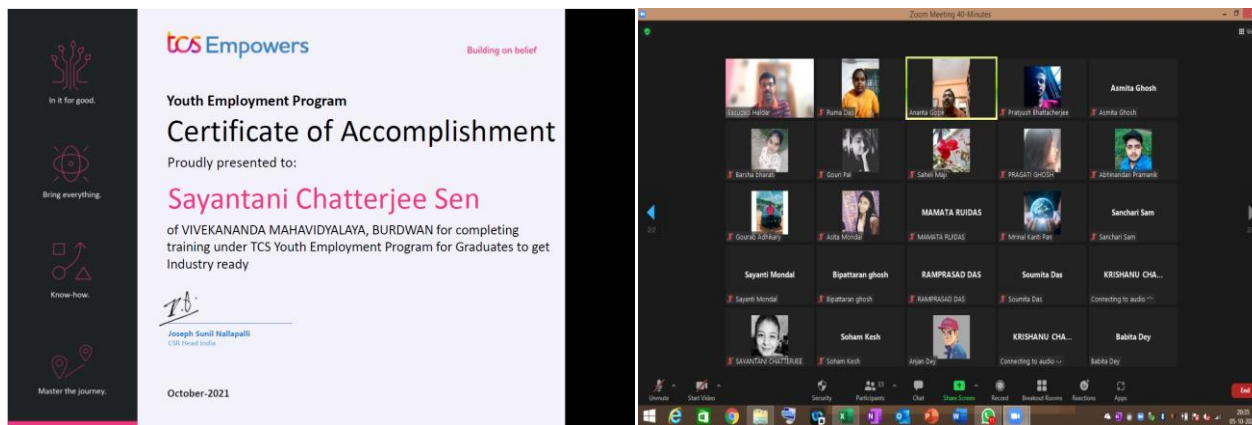 tcs Empowers
Building on belief
In it for good.
Bring everything.
Know-how.
Master the journey.
Youth Employment Program
Certificate of Accomplishment
Proudly presented to:
Sayantani Chatterjee Sen
of VIVEKANANDA MAHAVIDYALAYA, BURDWAN for completing
training under TCS Youth Employment Program for Graduates to get
Industry ready
Joseph Sunil Nallapalli
CSR Head India
October-2021
Zoom Meeting 40-Minutes
Haldar
Ruma Das
Ananta Gope
Pratyush Bhattacherjee
Asmita Ghosh
Asmita Ghosh
Barsha bharati
Goun Pal
Saheli Maji
PRAGATI GHOSH
Abhinandan Pramanik
Gourab Adhikary
Asita Mondal
MAMATA RUIDAS
MAMATA RUIDAS
Mrinal Kanti Pan
Sanchari Sam
Sanchari Sam
Sayanti Mondal
Sayanti Mondal
Bipattaran ghosh
Bipattaran ghosh
RAMPRASAD DAS
RAMPRASAD DAS
Soumita Das
Soumita Das
KRISHANU CHA...
Connecting to audio
SAYANTANI CHATTERJEE
Soham Kesh
Soham Kesh
Anjan Dey
KRISHANU CHA...
Connecting to audio
Babita Dey
Babita Dey
2/2
Unmute
Start Video
Security
Participants
Chat
Share Screen
Record
Breakout Rooms
Reactions
Apps
End